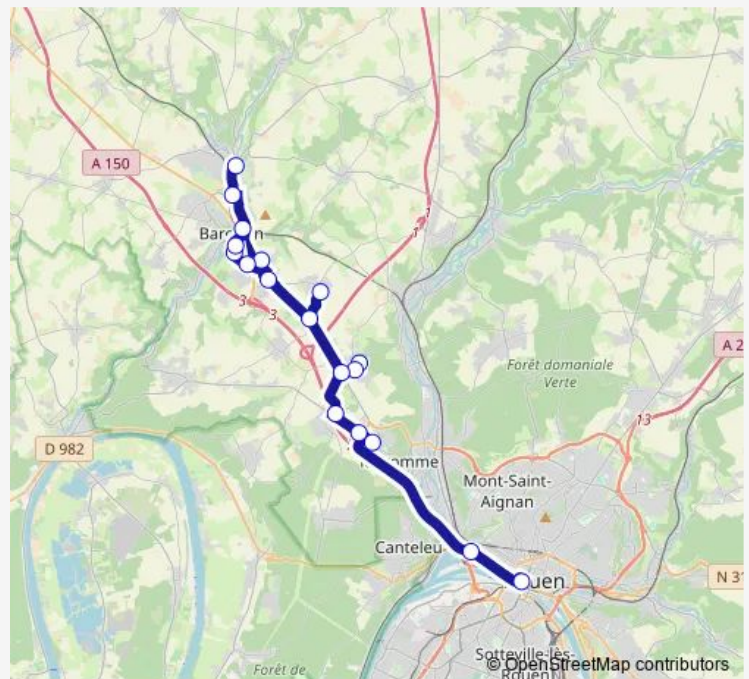 A 150
1
1
3
3
Forêt domaniale
Verte
A 2
13
D 982
Mont-Saint-
Aignan
Canteleu
uen
N 31
Sotteville-lès-
Rouen
Forêt de
© OpenStreetMap contributors